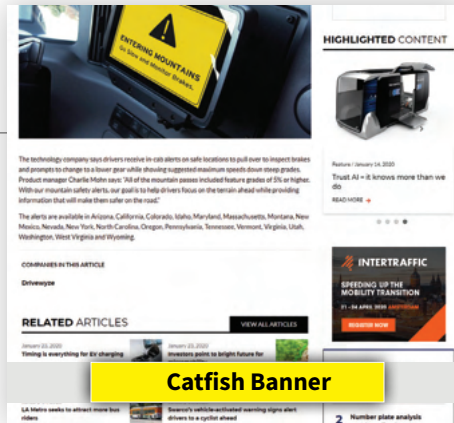 ENTERING MOUNTAINS
Go Slow and Monitor Brakes.
The technology company says drivers receive in-cab alerts on safe locations to pull over to inspect brakes
and prompts to change to a lower gear while showing suggested maximum speeds down steep grades.
Product manager Charlie Mohn says: "All of the mountain passes included feature grades of 5% or higher.
With our mountain safety alerts, our goal is to help drivers focus on the terrain ahead while providing
information that will make them safer on the road."
The alerts are available in Arizona, California, Colorado, Idaho, Maryland, Massachusetts, Montana, New
Mexico, Nevada, New York, North Carolina, Oregon, Pennsylvania, Tennessee, Vermont, Virginia, Utah,
Washington, West Virginia and Wyoming.
COMPANIES IN THIS ARTICLE
Drivewyze
RELATED ARTICLES
VIEW ALL ARTICLES
January 23, 2020
Timing is everything for EV charging
January 23, 2020
Investors point to bright future for
LA Metro seeks to attract more bus
riders
Swarco's vehicle-activated warning signs alert
drivers to a cyclist ahead
HIGHLIGHTED CONTENT
Feature / January 16, 2020
Trust AI – it knows more than we
do
READ MORE +
INTERTRAFFIC
SPEEDING UP THE
MOBILITY TRANSITION
21 - 24 APRIL 2020 AMSTERDAM
REGISTER NOW
2 Number plate analysis
Catfish Banner